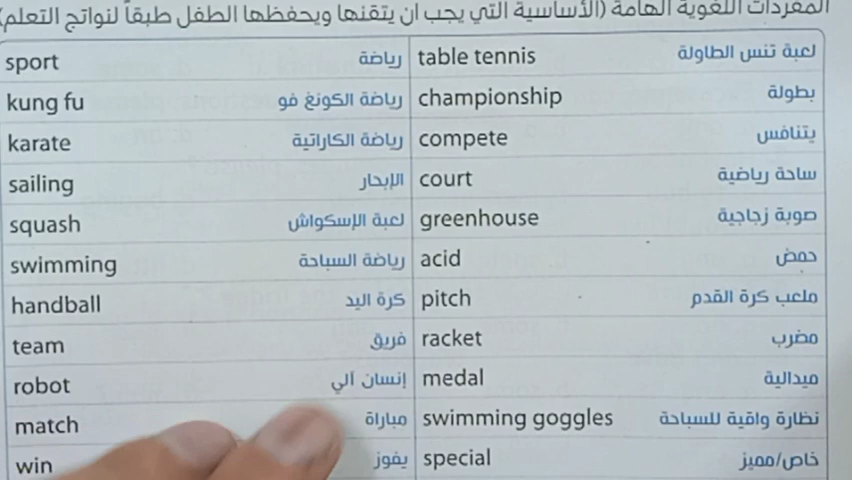 المفردات اللغوية الهامة (الأساسية التي يجب ان يتقنها ويحفظها الطفل طبقاً لنواتج التعلم)
sport رياضة table tennis لعبة تنس الطاولة
kung fu رياضة الكونغ فو championship بطولة
karate رياضة الكاراتية compete يتنافس
sailing الإبحار court ساحة رياضية
squash لعبة الإسكواش greenhouse صوبة زجاجية
swimming رياضة السباحة acid حمض
handball كرة اليد pitch ملعب كرة القدم
team فريق racket مضرب
robot إنسان آلي medal ميدالية
match مباراة swimming goggles نظارة واقية للسباحة
win يفوز special خاص/مميز